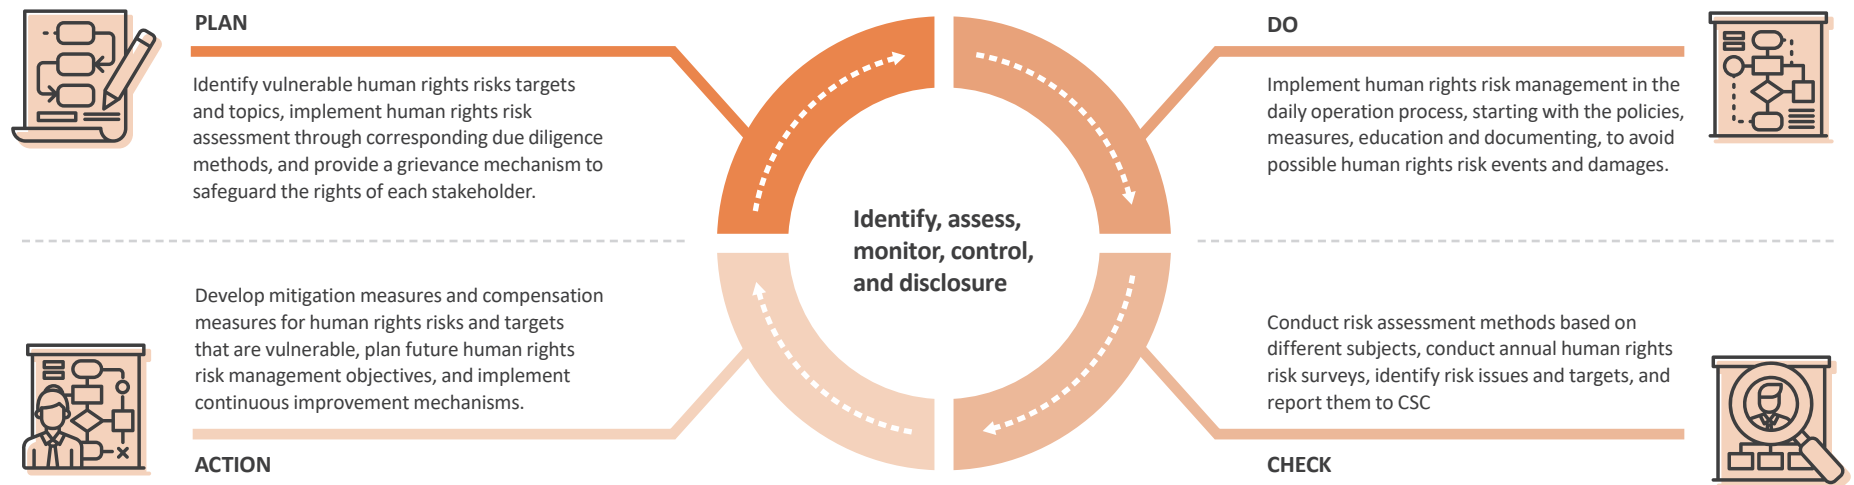 PLAN
Identify vulnerable human rights risks targets
and topics, implement human rights risk
assessment through corresponding due diligence
methods, and provide a grievance mechanism to
safeguard the rights of each stakeholder.
DO
Implement human rights risk management in the
daily operation process, starting with the policies,
measures, education and documenting, to avoid
possible human rights risk events and damages.
Identify, assess,
monitor, control,
and disclosure
Develop mitigation measures and compensation
measures for human rights risks and targets
that are vulnerable, plan future human rights
risk management objectives, and implement
continuous improvement mechanisms.
ACTION
Conduct risk assessment methods based on
different subjects, conduct annual human rights
risk surveys, identify risk issues and targets, and
report them to CSC
CHECK